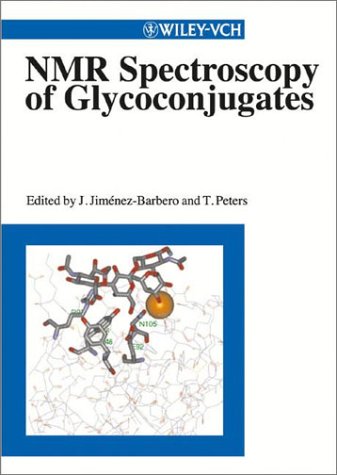 WILEY-VCH
NMR Spectroscopy
of Glycoconjugates
Edited by J. Jiménez-Barbero and T. Peters
N105